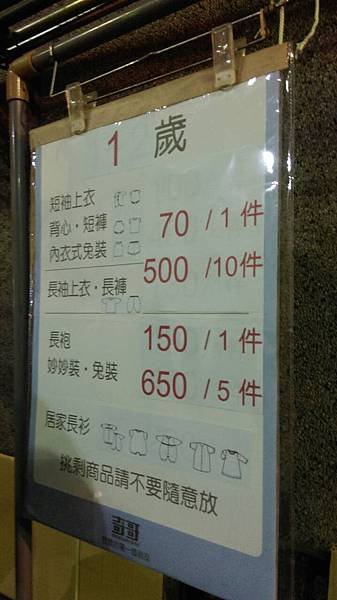 1 歲
短袖上衣
背心·短褲
70 / 1 件
內衣式兔裝
500 /10件
長袖上衣·長褲
長袍
150 / 1 件
妙妙裝·兔裝
650 / 5 件
居家長衫
挑剩商品請不要隨意放